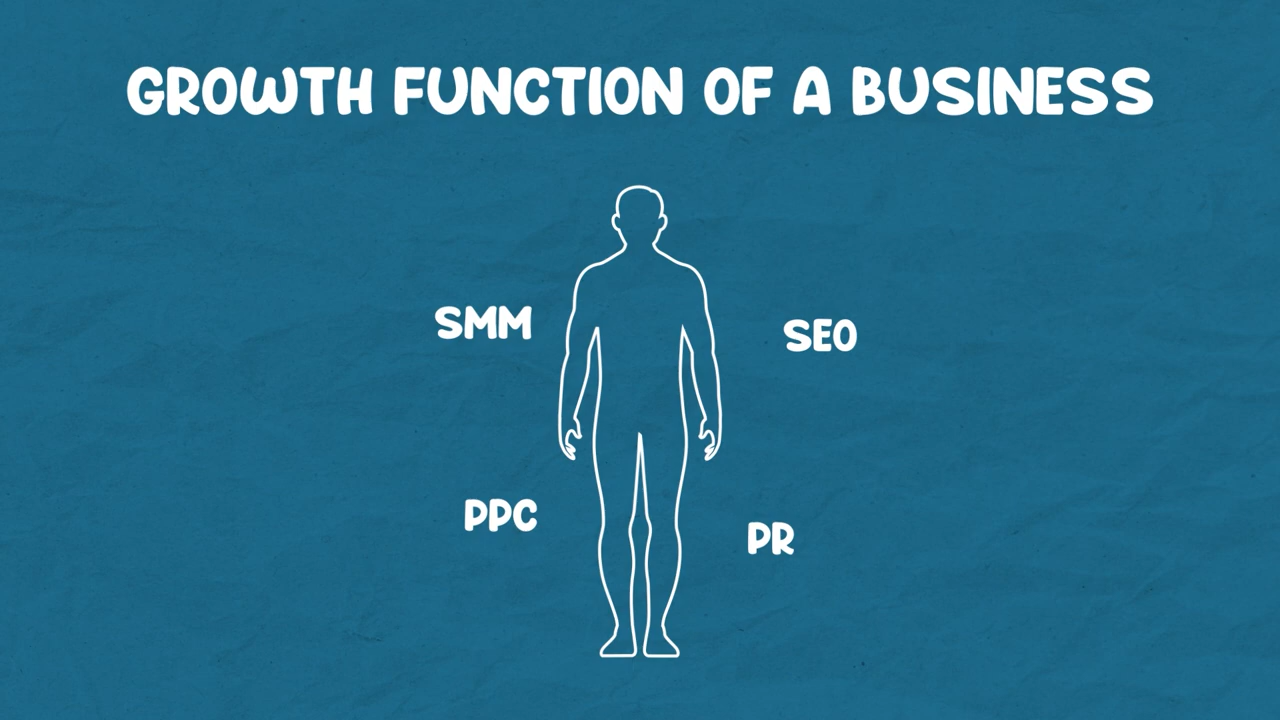 GROWTH FUNCTION OF A BUSINESS
SMM
SEO
PPC
PR